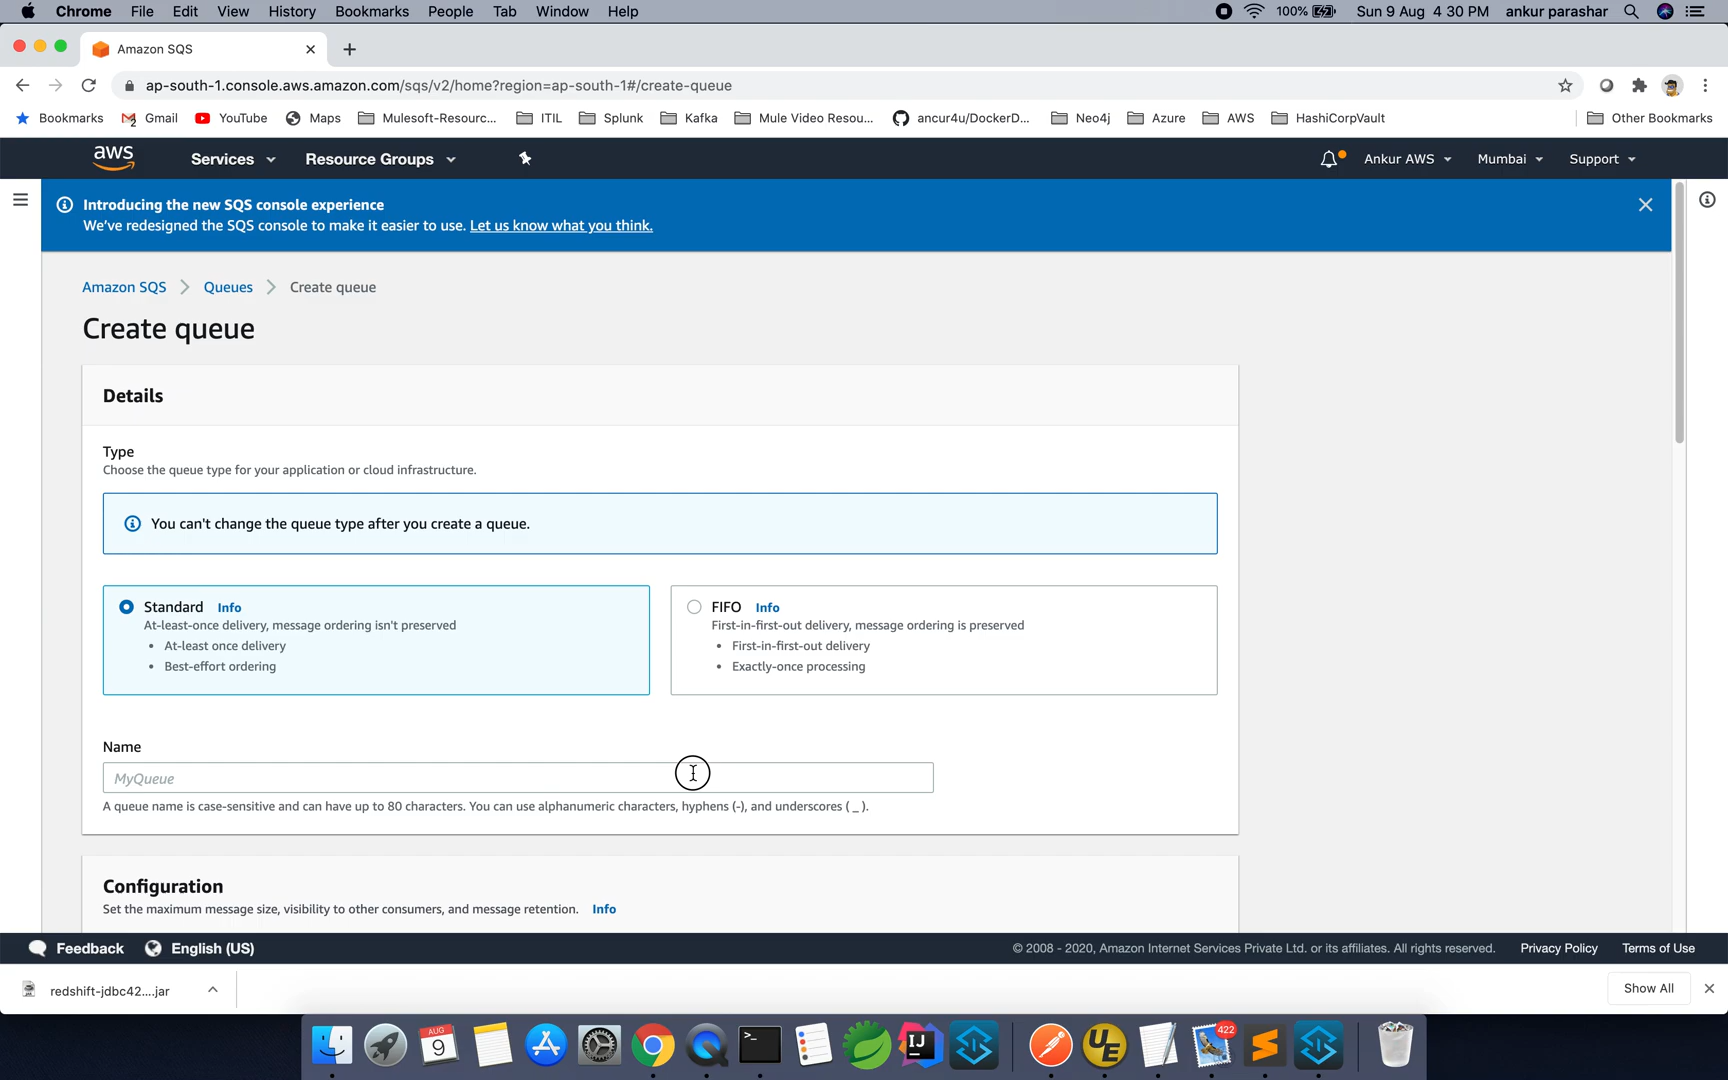 Chrome File Edit View History Bookmarks People Tab Window Help 100% Sun 9 Aug 4 30 PM ankur parashar
Amazon SQS
ap-south-1.console.aws.amazon.com/sqs/v2/home?region=ap-south-1#/create-queue
Bookmarks Gmail YouTube Maps Mulesoft-Resourc... ITIL Splunk Kafka Mule Video Resou... ancur4u/DockerD... Neo4j Azure AWS HashiCorpVault Other Bookmarks
aws Services Resource Groups Ankur AWS Mumbai Support
Introducing the new SQS console experience
We've redesigned the SQS console to make it easier to use. Let us know what you think.
Amazon SQS Queues Create queue
Create queue
Details
Type
Choose the queue type for your application or cloud infrastructure.
You can't change the queue type after you create a queue.
Standard Info
At-least-once delivery, message ordering isn't preserved
• At-least once delivery
• Best-effort ordering
FIFO Info
First-in-first-out delivery, message ordering is preserved
• First-in-first-out delivery
• Exactly-once processing
Name
MyQueue
A queue name is case-sensitive and can have up to 80 characters. You can use alphanumeric characters, hyphens (-), and underscores ( _ ).
Configuration
Set the maximum message size, visibility to other consumers, and message retention. Info
Feedback English (US) © 2008 - 2020, Amazon Internet Services Private Ltd. or its affiliates. All rights reserved. Privacy Policy Terms of Use
redshift-jdbc42....jar Show All
AUG
9
IJ
UE
422